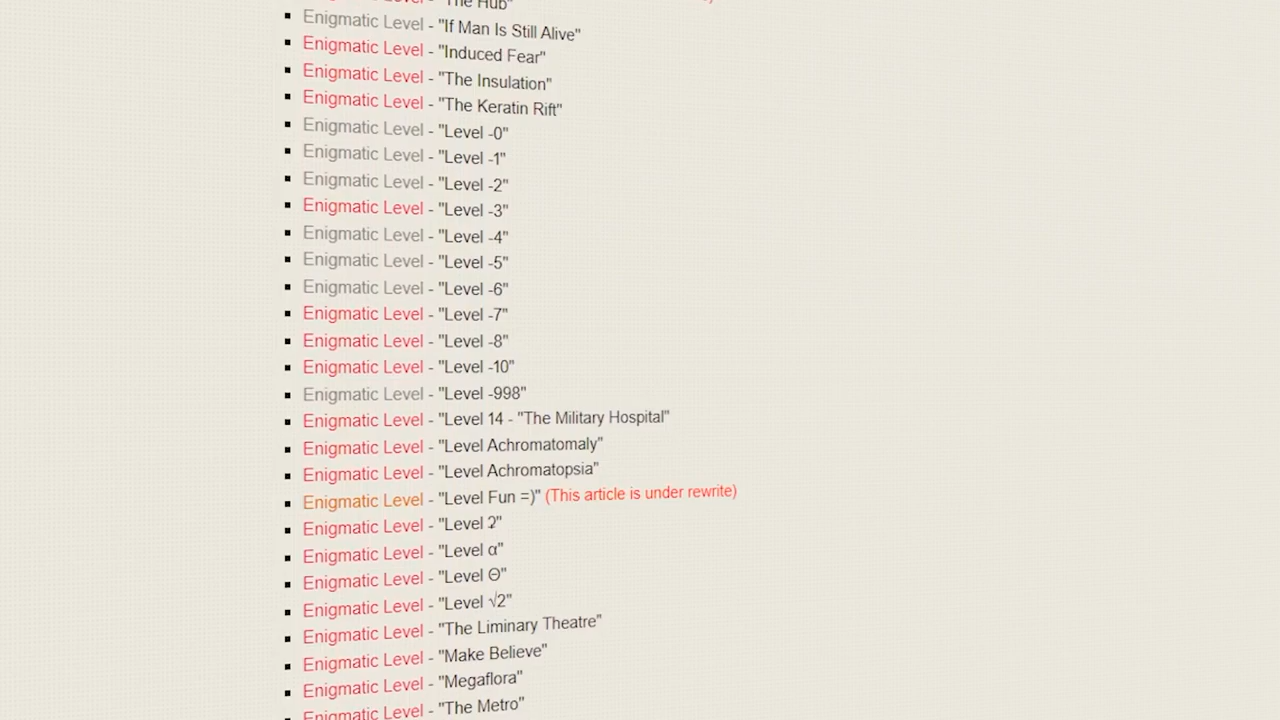 "The Hub"
Enigmatic Level - "If Man Is Still Alive"
Enigmatic Level - "Induced Fear"
Enigmatic Level - "The Insulation"
Enigmatic Level - "The Keratin Rift"
Enigmatic Level - "Level -0"
Enigmatic Level - "Level -1"
Enigmatic Level - "Level -2"
Enigmatic Level - "Level -3"
Enigmatic Level - "Level -4"
Enigmatic Level - "Level -5"
Enigmatic Level - "Level -6"
Enigmatic Level - "Level -7"
Enigmatic Level - "Level -8"
Enigmatic Level - "Level -10"
Enigmatic Level - "Level -998"
Enigmatic Level - "Level 14 - "The Military Hospital"
Enigmatic Level - "Level Achromatomaly"
Enigmatic Level - "Level Achromatopsia"
Enigmatic Level - "Level Fun =)" (This article is under rewrite)
Enigmatic Level - "Level
Enigmatic Level - "Level α"
Enigmatic Level - "Level Θ"
Enigmatic Level - "Level √2"
Enigmatic Level - "The Liminary Theatre"
Enigmatic Level - "Make Believe"
Enigmatic Level - "Megaflora"
Enigmatic Level - "The Metro"